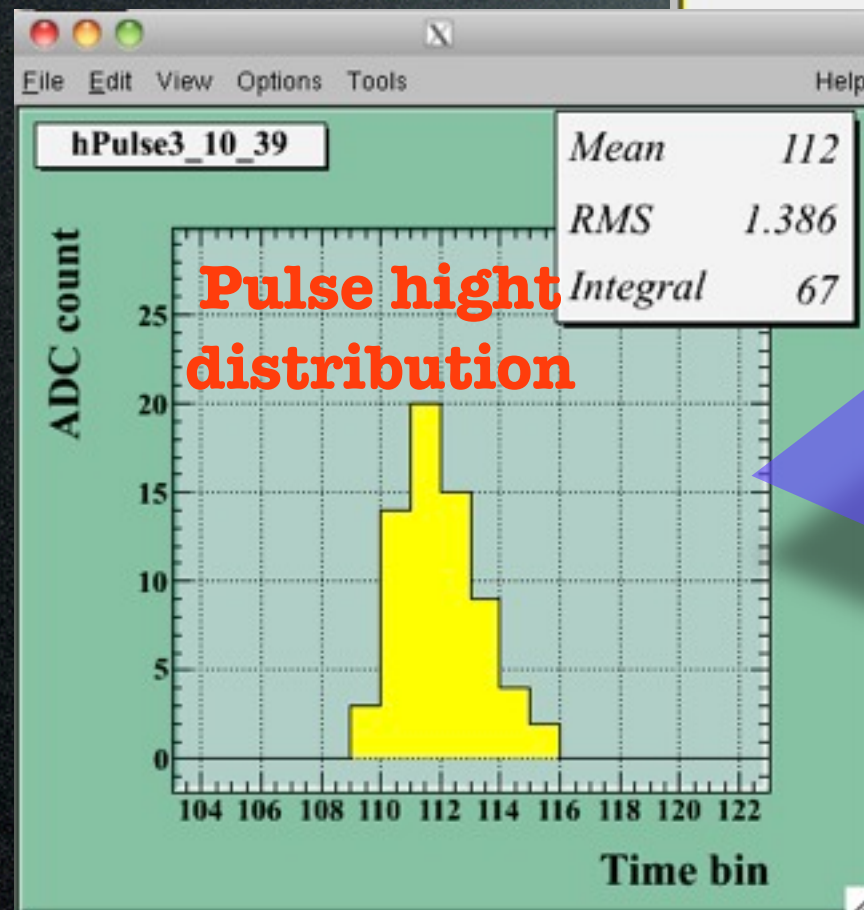 X
File Edit View Options Tools Help
hPulse3_10_39
Mean 112
RMS 1.386
Integral 67
Pulse hight
distribution
ADC count
25
20
15
10
5
0
104 106 108 110 112 114 116 118 120 122
Time bin